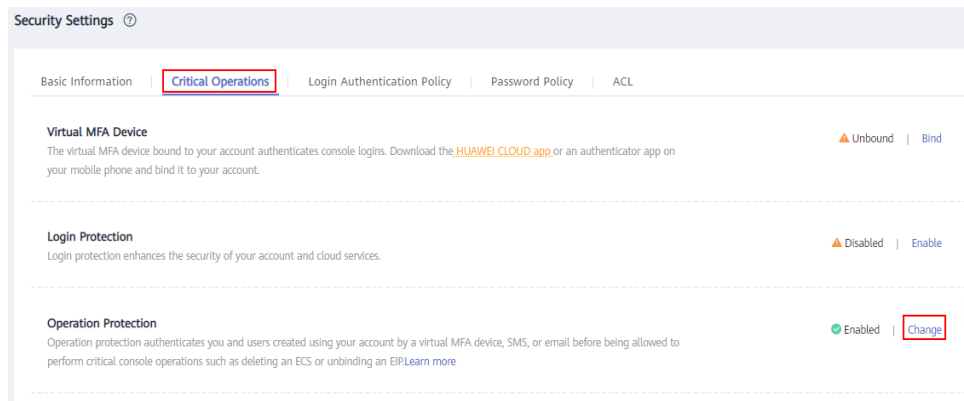 Security Settings ?
Basic Information | Critical Operations | Login Authentication Policy | Password Policy | ACL
Virtual MFA Device
The virtual MFA device bound to your account authenticates console logins. Download the HUAWEI CLOUD app or an authenticator app on
your mobile phone and bind it to your account.
Unbound | Bind
Login Protection
Login protection enhances the security of your account and cloud services.
Disabled | Enable
Operation Protection
Operation protection authenticates you and users created using your account by a virtual MFA device, SMS, or email before being allowed to
perform critical console operations such as deleting an ECS or unbinding an EIP.Learn more
Enabled | Change